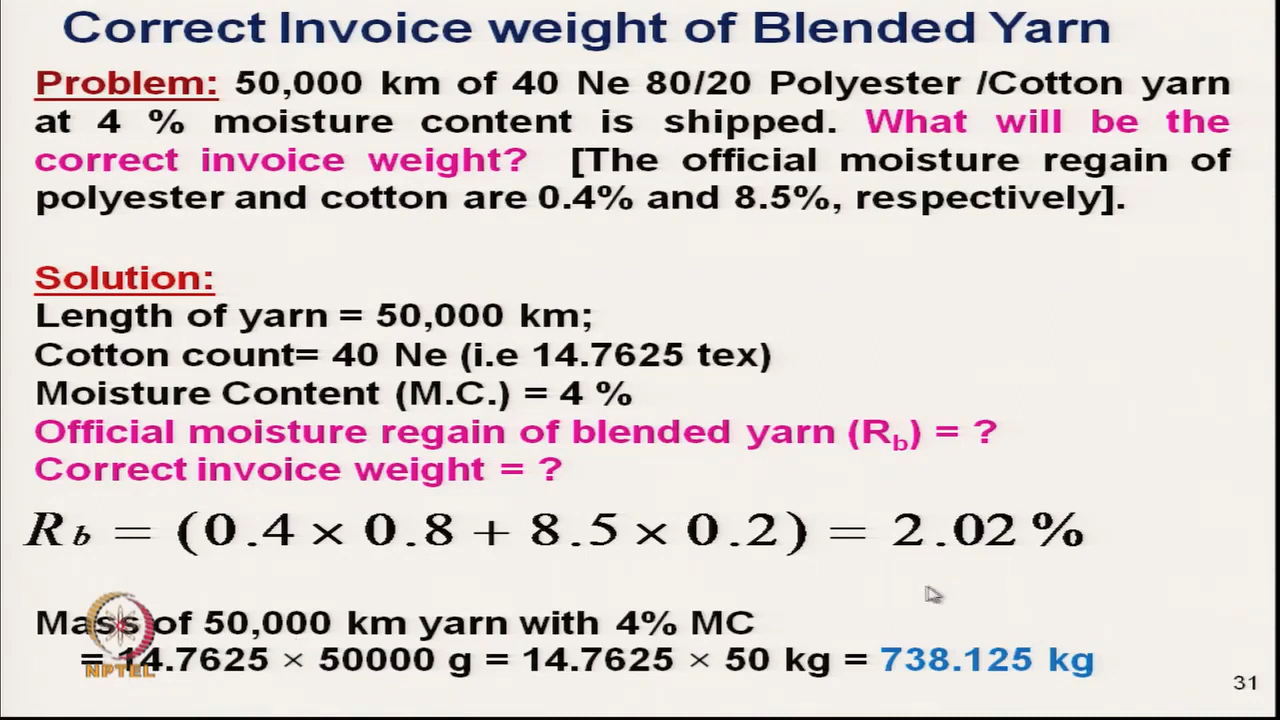 Correct Invoice weight of Blended Yarn
Problem: 50,000 km of 40 Ne 80/20 Polyester /Cotton yarn
at 4 % moisture content is shipped. What will be the
correct invoice weight? [The official moisture regain of
polyester and cotton are 0.4% and 8.5%, respectively].
Solution:
Length of yarn = 50,000 km;
Cotton count= 40 Ne (i.e 14.7625 tex)
Moisture Content (M.C.) = 4 %
Official moisture regain of blended yarn (R_b) = ?
Correct invoice weight = ?
R_b = (0.4 × 0.8 + 8.5 × 0.2) = 2.02%
Mass of 50,000 km yarn with 4% MC
= 14.7625 × 50000 g = 14.7625 × 50 kg = 738.125 kg
NPTEL
31